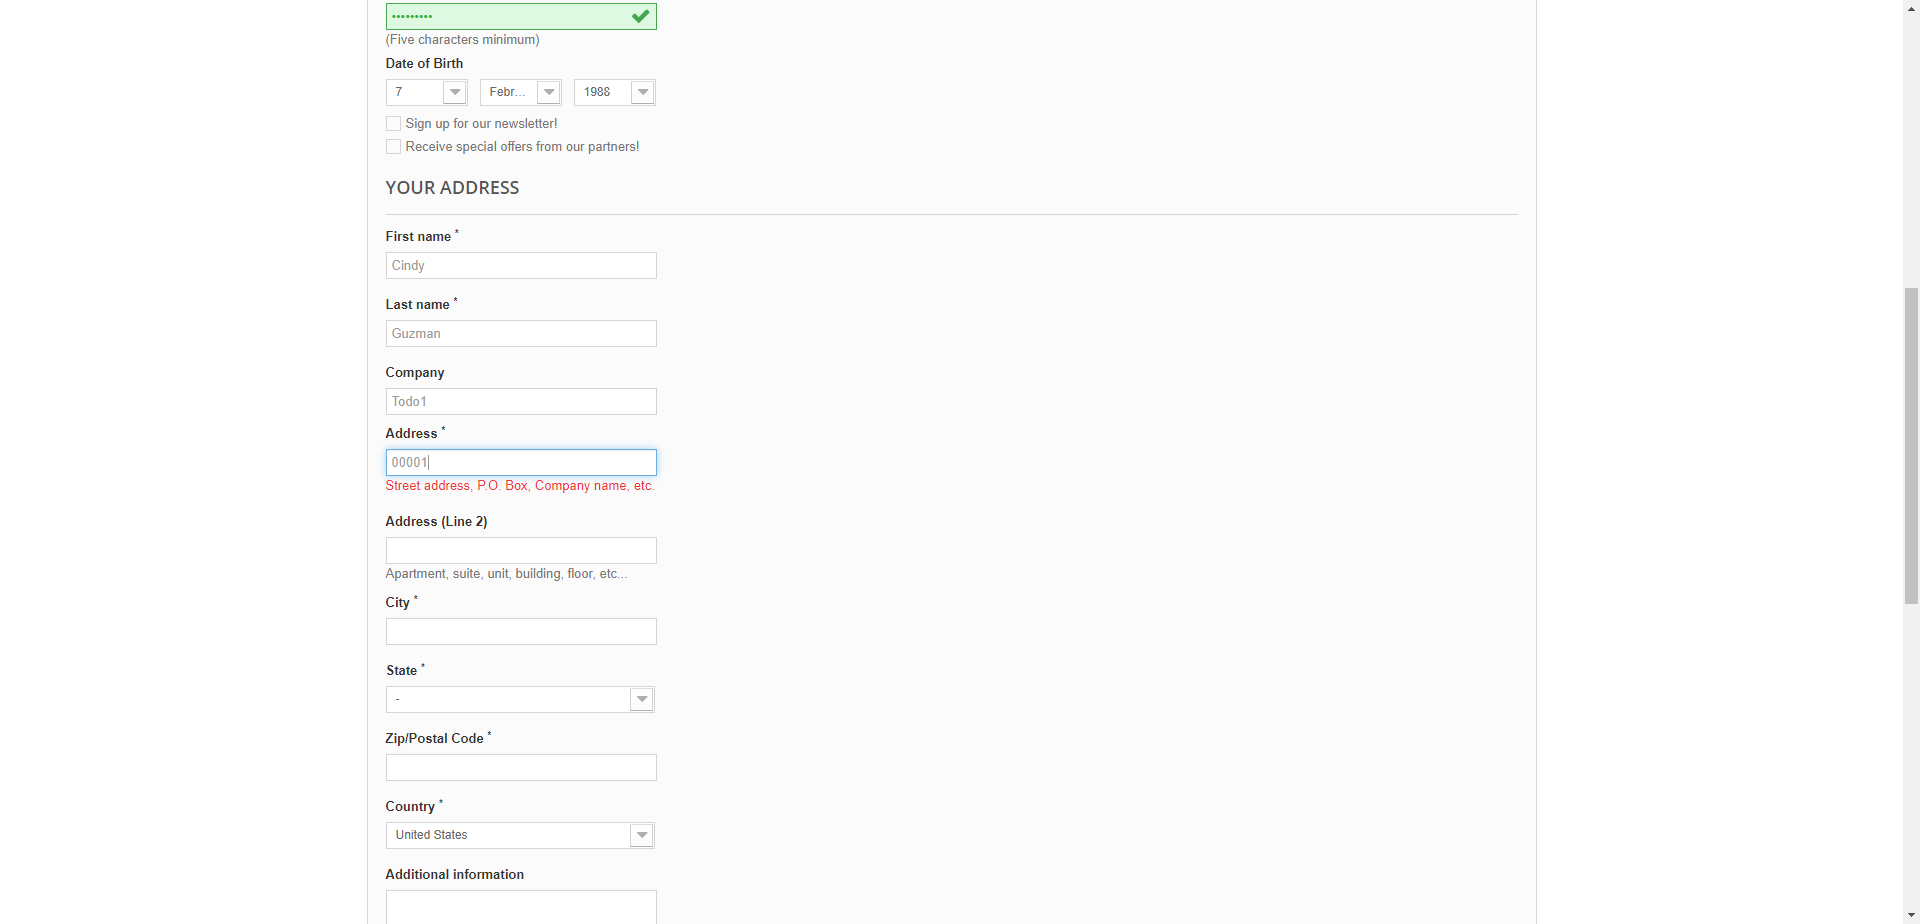 •••••••••
(Five characters minimum)
Date of Birth
7 Febr... 1988
Sign up for our newsletter!
Receive special offers from our partners!
YOUR ADDRESS
First name *
Cindy
Last name *
Guzman
Company
Todo1
Address *
00001
Street address, P.O. Box, Company name, etc.
Address (Line 2)
Apartment, suite, unit, building, floor, etc...
City *
State *
-
Zip/Postal Code *
Country *
United States
Additional information